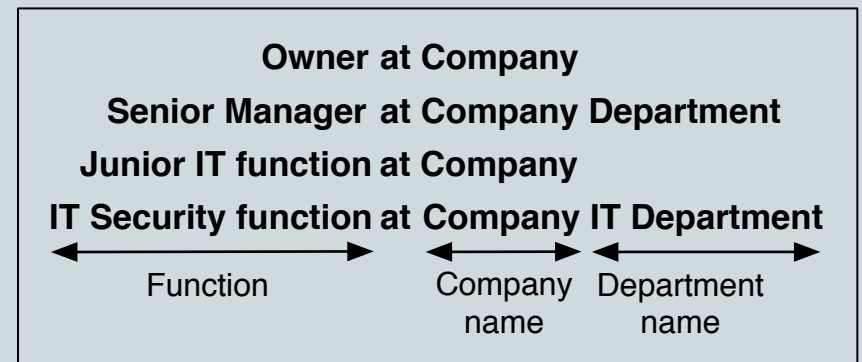 Owner at Company
Senior Manager at Company Department
Junior IT function at Company
IT Security function at Company IT Department
Function
Company name
Department name